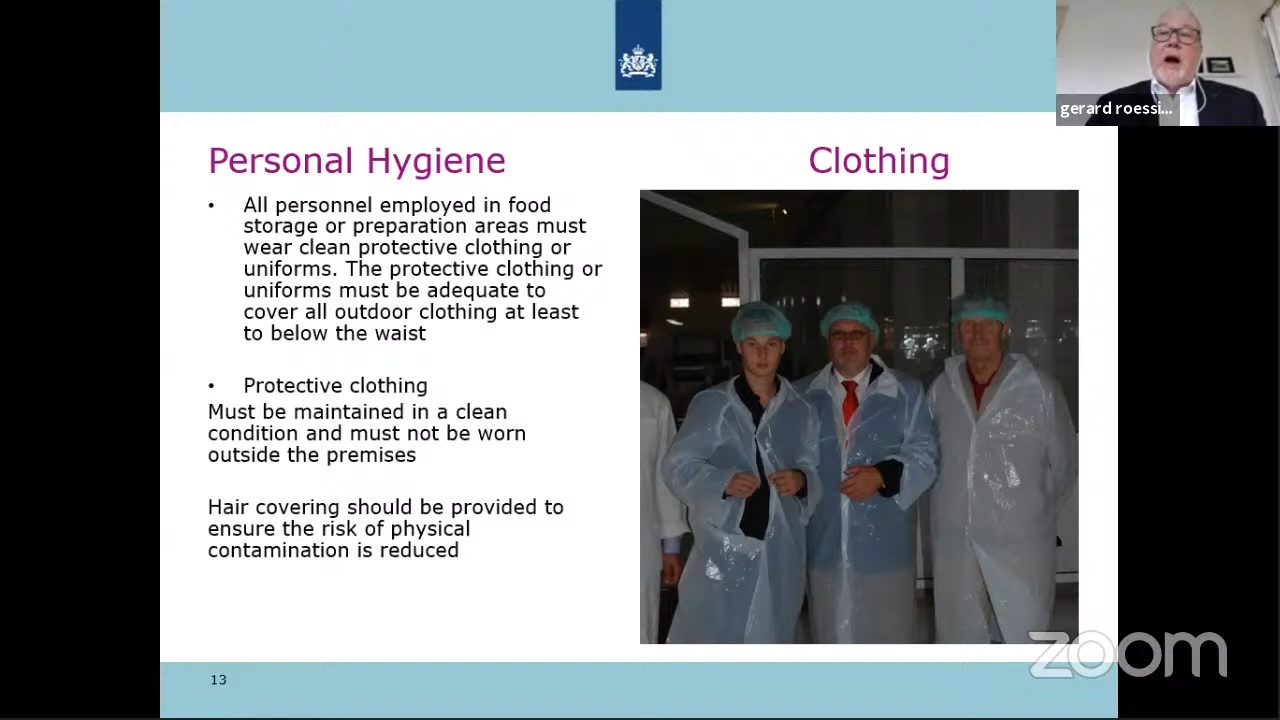 gerard roessi...
Personal Hygiene
Clothing
• All personnel employed in food
storage or preparation areas must
wear clean protective clothing or
uniforms. The protective clothing or
uniforms must be adequate to
cover all outdoor clothing at least
to below the waist
• Protective clothing
Must be maintained in a clean
condition and must not be worn
outside the premises
Hair covering should be provided to
ensure the risk of physical
contamination is reduced
zoom
13